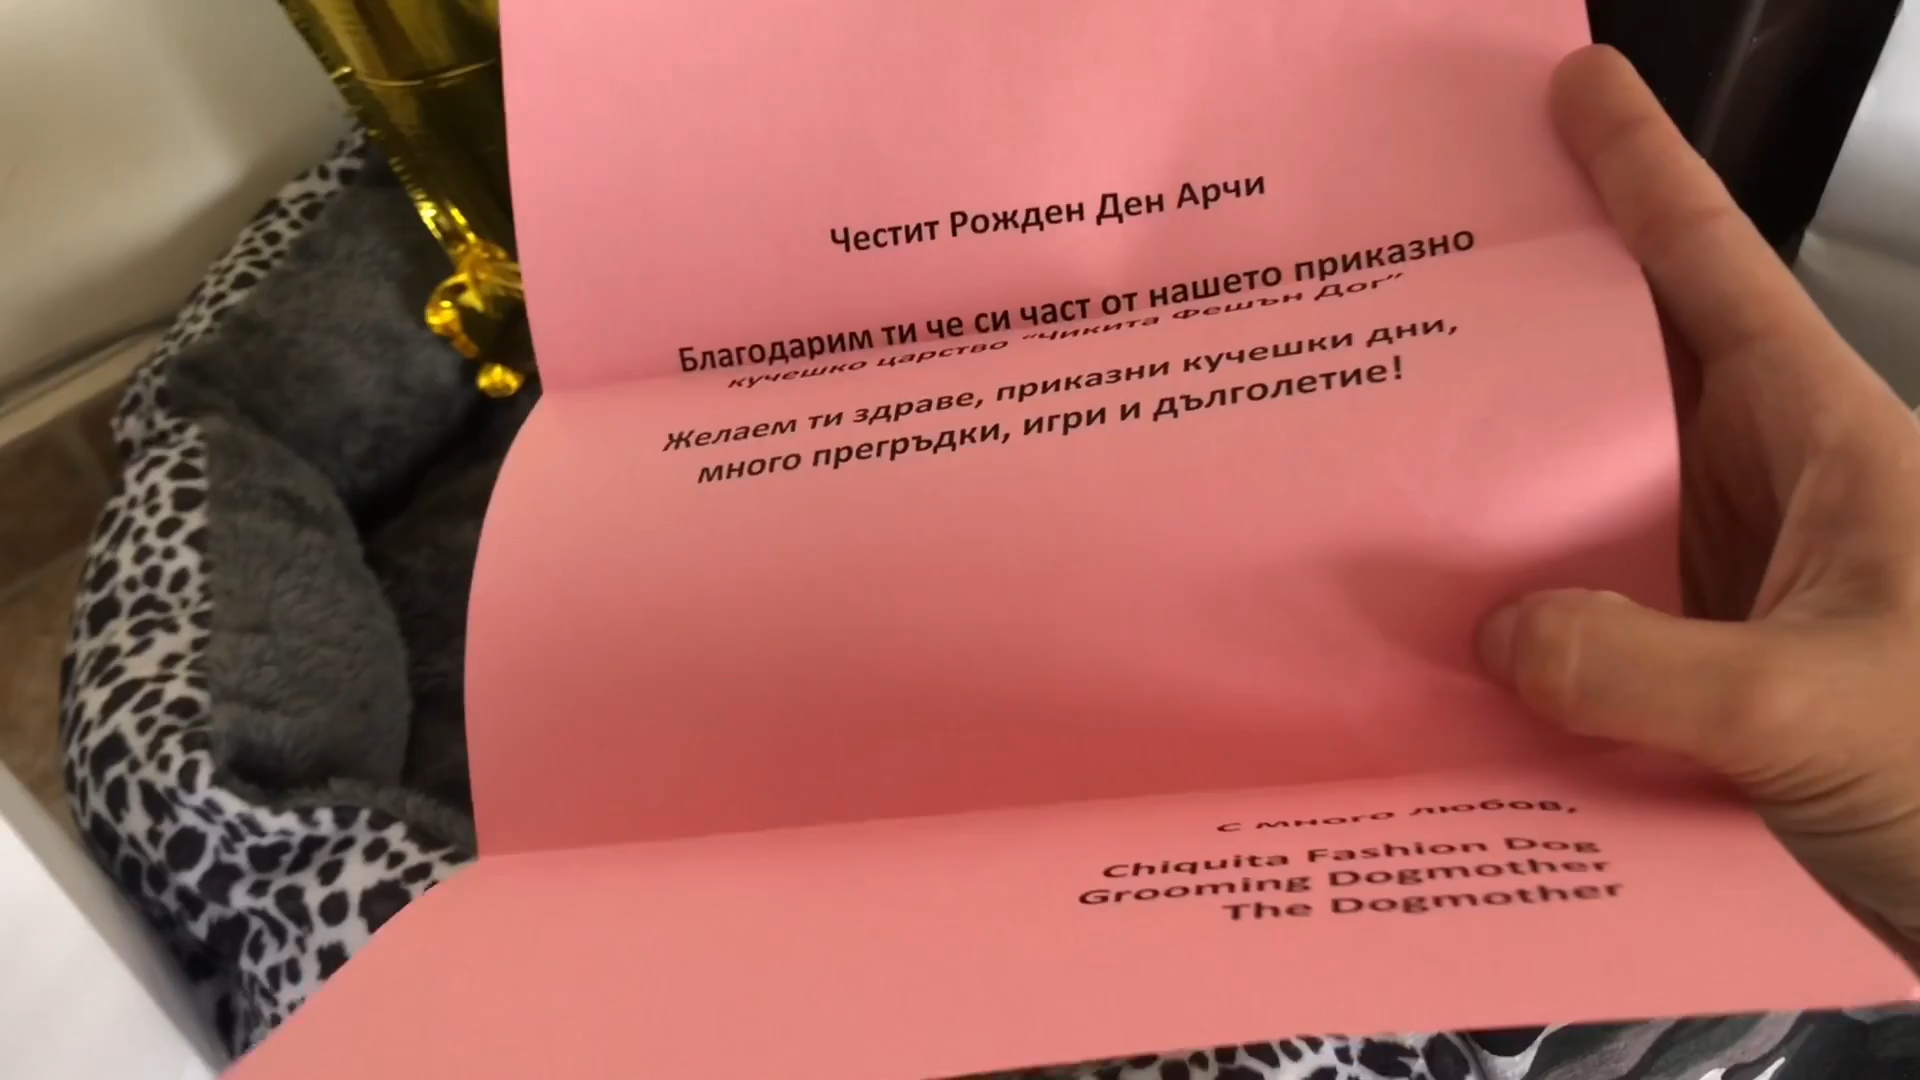 Честит Рожден Ден Арчи
Благодарим ти че си част от нашето приказно
кучешко царство “Чикита Фешън Дог”
Желаем ти здраве, приказни кучешки дни,
много прегръдки, игри и дълголетие!
с много любов,
Chiquita Fashion Dog
Grooming Dogmother
The Dogmother